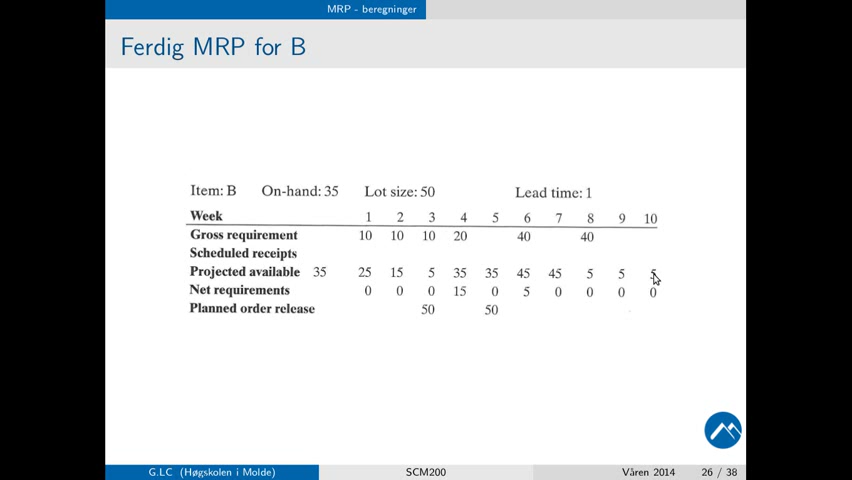 MRP - beregninger
Ferdig MRP for B
Item: B On-hand: 35 Lot size: 50 Lead time: 1
Week 1 2 3 4 5 6 7 8 9 10
Gross requirement 10 10 10 20 40 40
Scheduled receipts
Projected available 35 25 15 5 35 35 45 45 5 5 5
Net requirements 0 0 0 15 0 5 0 0 0 0
Planned order release 50 50
G.LC (Høgskolen i Molde) SCM200 Våren 2014 26 / 38